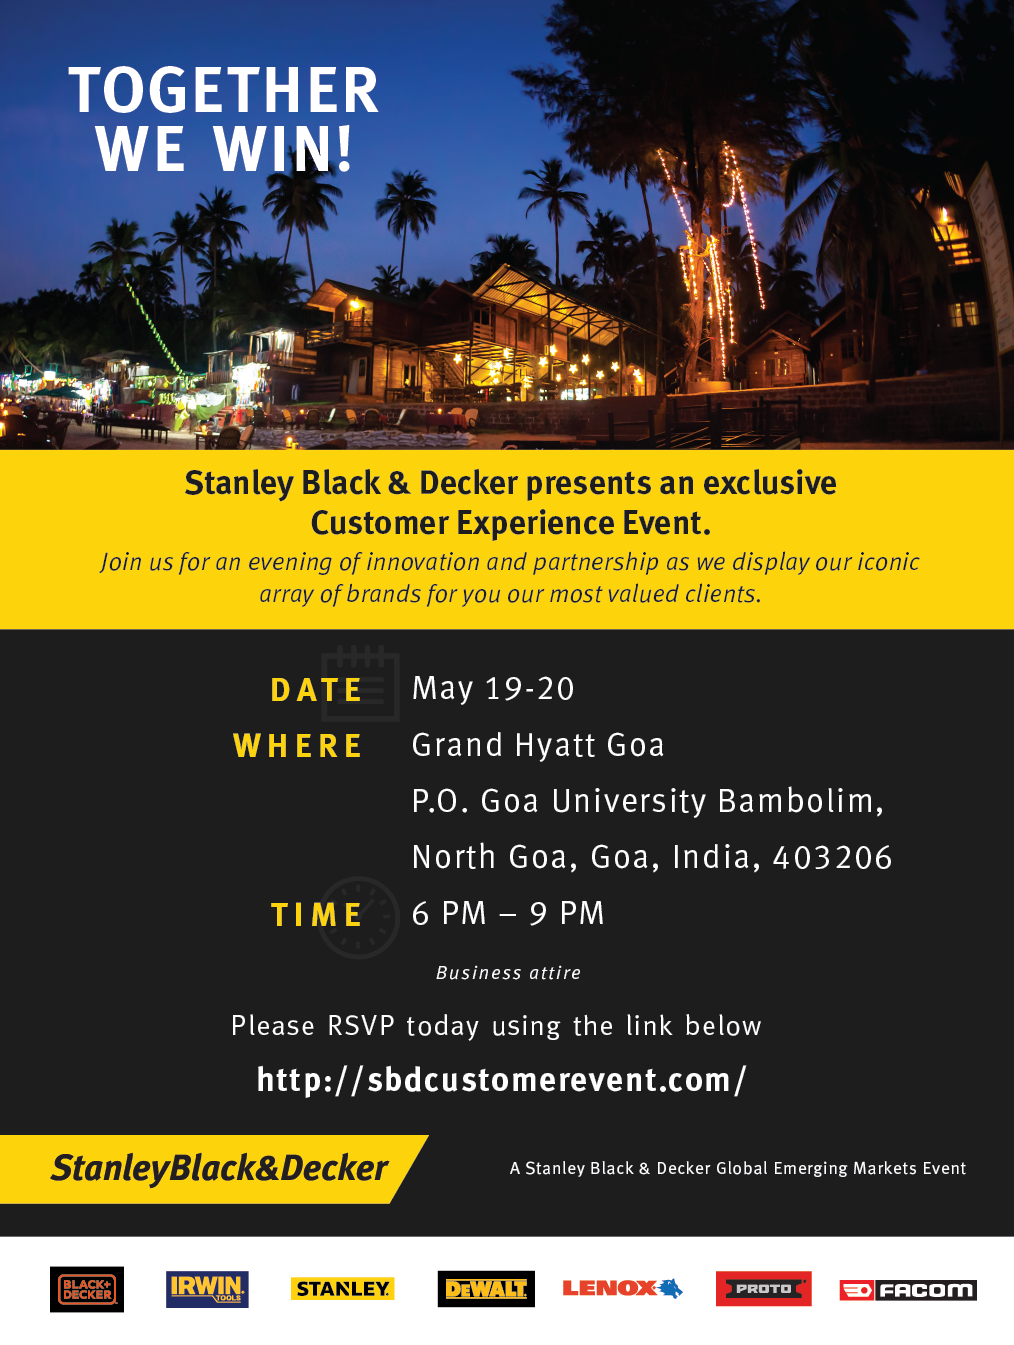 TOGETHER
WE WIN!
Stanley Black & Decker presents an exclusive
Customer Experience Event.
Join us for an evening of innovation and partnership as we display our iconic
array of brands for you our most valued clients.
DATE May 19-20
WHERE Grand Hyatt Goa
P.O. Goa University Bambolim,
North Goa, Goa, India, 403206
TIME 6 PM – 9 PM
Business attire
Please RSVP today using the link below
http://sbdcustomerevent.com/
StanleyBlack&Decker
A Stanley Black & Decker Global Emerging Markets Event
BLACK+
DECKER
IRWIN.
TOOLS
STANLEY.
DEWALT.
LENOX
PROTO
FACOM